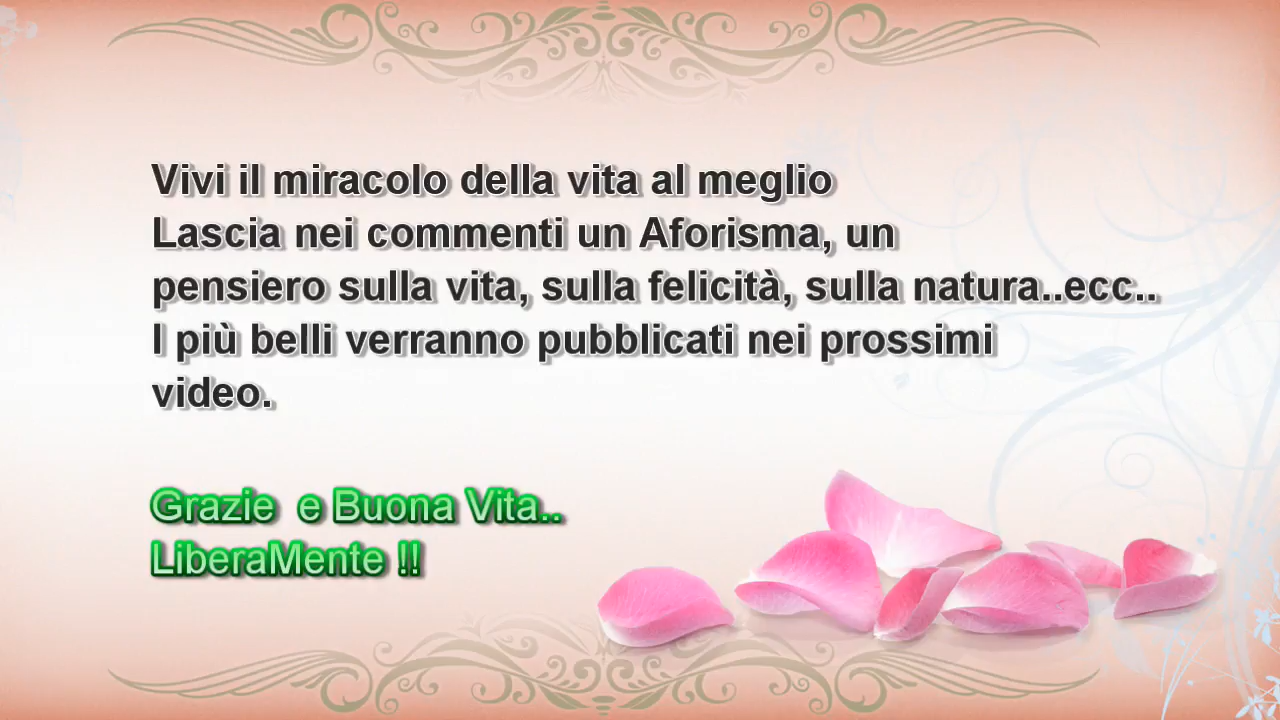 Vivi il miracolo della vita al meglio
Lascia nei commenti un Aforisma, un
pensiero sulla vita, sulla felicità, sulla natura..ecc..
I più belli verranno pubblicati nei prossimi
video.
Grazie  e Buona Vita..
LiberaMente !!